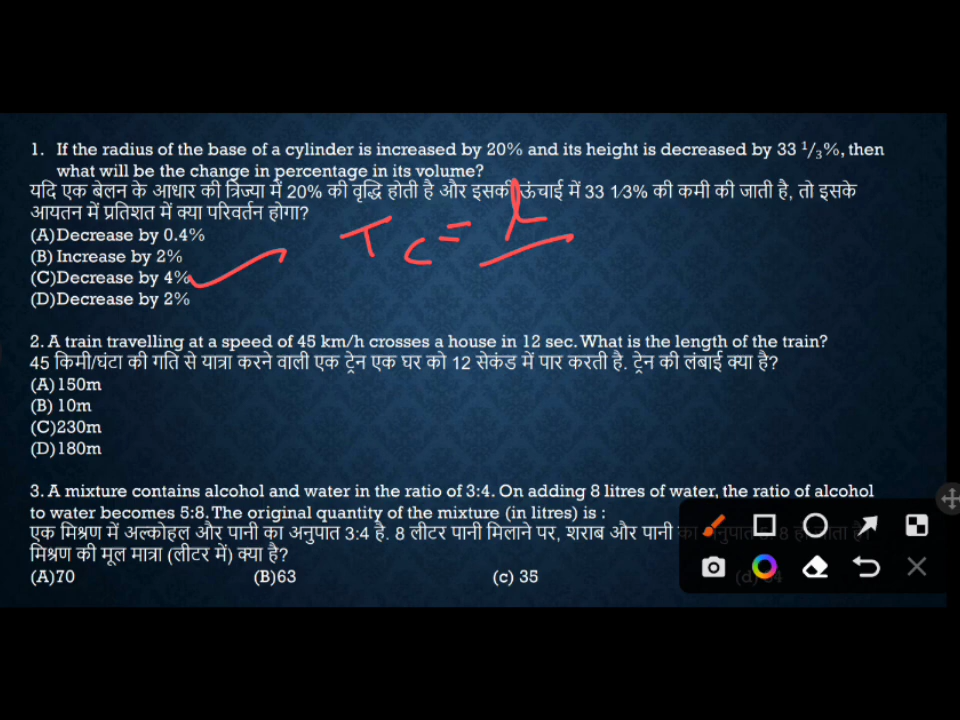 1. If the radius of the base of a cylinder is increased by 20% and its height is decreased by 33 1/3%, then
what will be the change in percentage in its volume?
यदि एक बेलन के आधार की त्रिज्या में 20% की वृद्धि होती है और इसकी ऊंचाई में 33 1⁄3% की कमी की जाती है, तो इसके
आयतन में प्रतिशत में क्या परिवर्तन होगा?
(A)Decrease by 0.4%
(B) Increase by 2%
(C)Decrease by 4%
(D)Decrease by 2%
T c =
2. A train travelling at a speed of 45 km/h crosses a house in 12 sec. What is the length of the train?
45 किमी/घंटा की गति से यात्रा करने वाली एक ट्रेन एक घर को 12 सेकंड में पार करती है. ट्रेन की लंबाई क्या है?
(A) 150m
(B) 10m
(C)230m
(D)180m
3. A mixture contains alcohol and water in the ratio of 3:4. On adding 8 litres of water, the ratio of alcohol
to water becomes 5:8. The original quantity of the mixture (in litres) is :
एक मिश्रण में अल्कोहल और पानी का अनुपात 3:4 है. 8 लीटर पानी मिलाने पर, शराब और पानी का अनुपात
मिश्रण की मूल मात्रा (लीटर में) क्या है?
(A)70 (B)63 (c) 35 (d)